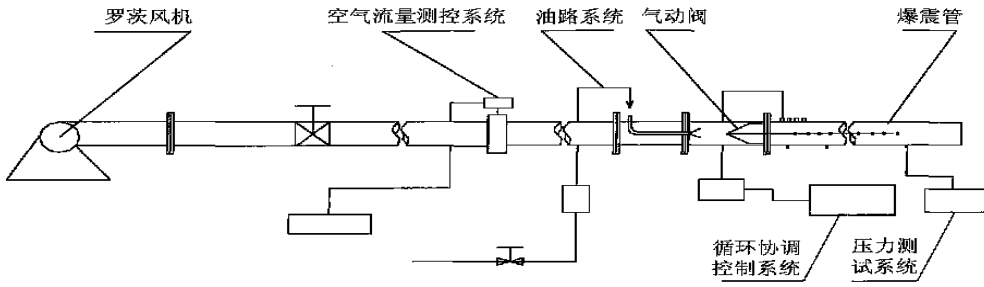 罗茨风机
空气流量测控系统
油路系统
气动阀
爆震管
循环协调
控制系统
压力测
试系统